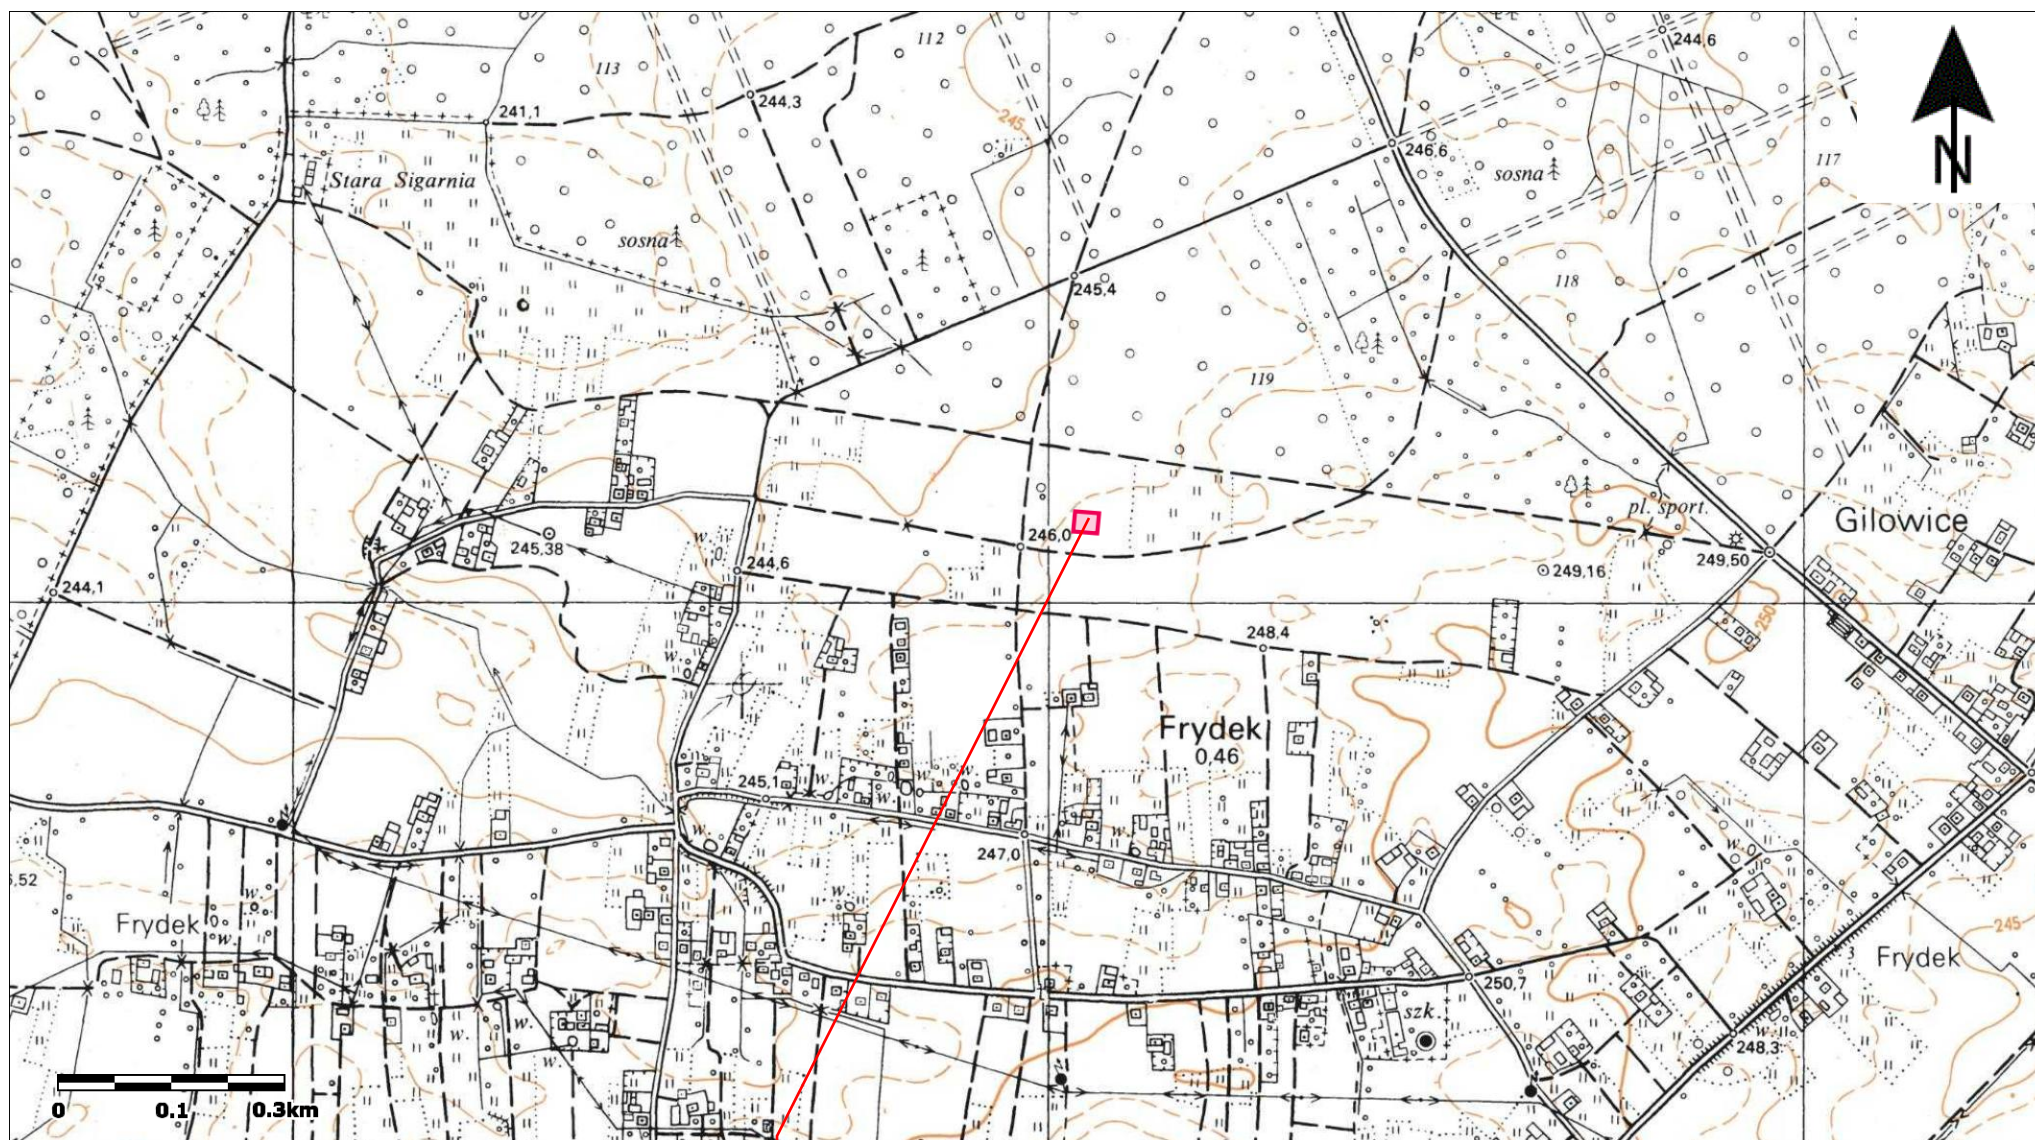 112
244,6
113
244,3
241,1
245
246,6
117
N
Stara Sigarnia
sosna
sosna
118
245,4
119
pl. sport.
Gilowice
246,0
w.
245,38
249,50
244,6
249,16
244,1
250
248,4
w.
Frydek
0,46
w.
w.
w.
245,1
w.
w.
w.
w.
247,0
w.
5,52
w.
w.
Frydek
w.
245
Frydek
3
250,7
szk.
w.
w.
w.
w.
248,3
0
0.1
0.3km